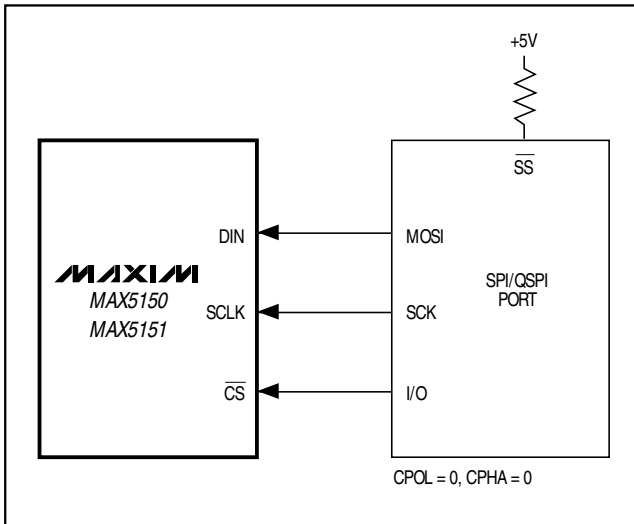 +5V
SS
DIN
MOSI
MAXIM
MAX5150
MAX5151
SPI/QSPI
PORT
SCLK
SCK
CS
I/O
CPOL = 0, CPHA = 0